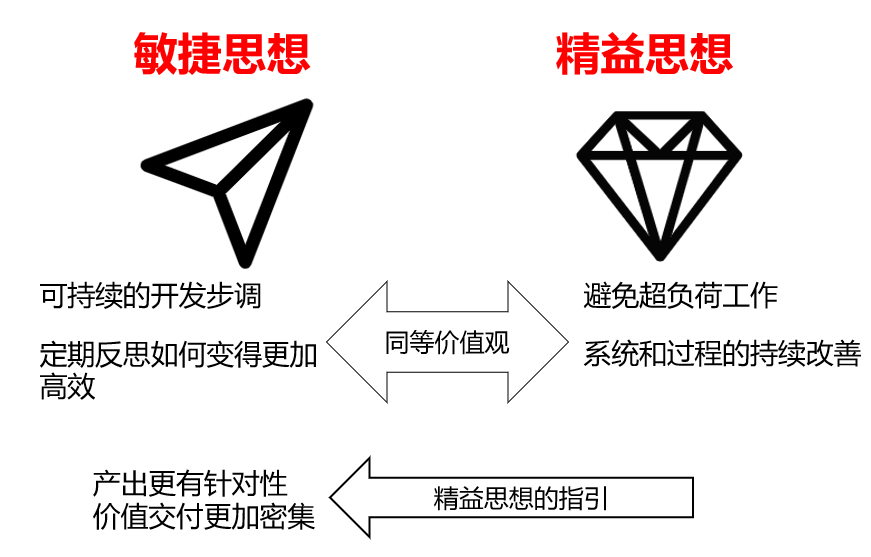 敏捷思想
精益思想
可持续的开发步调
定期反思如何变得更加
高效
同等价值观
避免超负荷工作
系统和过程的持续改善
产出更有针对性
价值交付更加密集
精益思想的指引